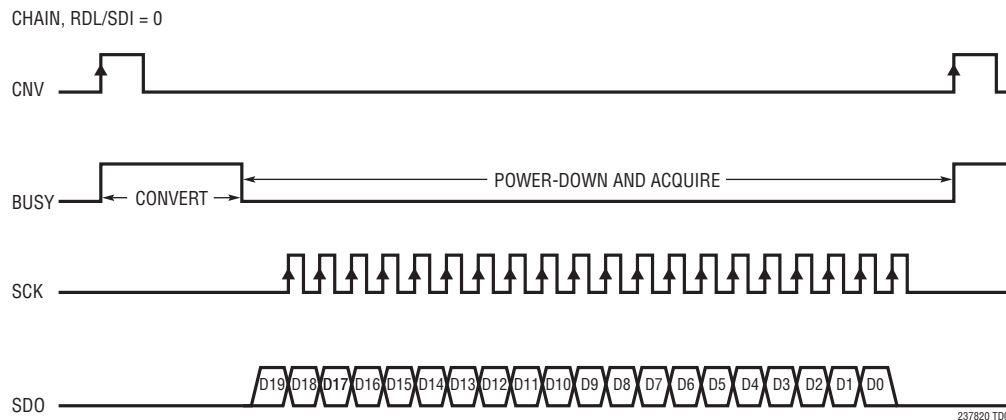 CHAIN, RDL/SDI = 0
CNV
BUSY
CONVERT
POWER-DOWN AND ACQUIRE
SCK
SDO
D19 D18 D17 D16 D15 D14 D13 D12 D11 D10 D9 D8 D7 D6 D5 D4 D3 D2 D1 D0